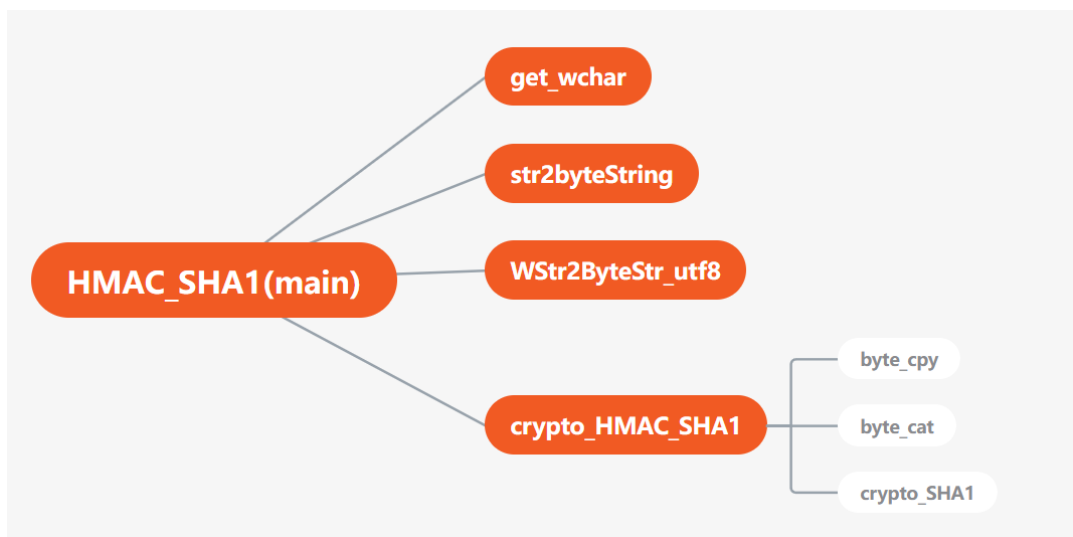 get_wchar
str2byteString
HMAC_SHA1(main)
WStr2ByteStr_utf8
byte_cpy
crypto_HMAC_SHA1
byte_cat
crypto_SHA1